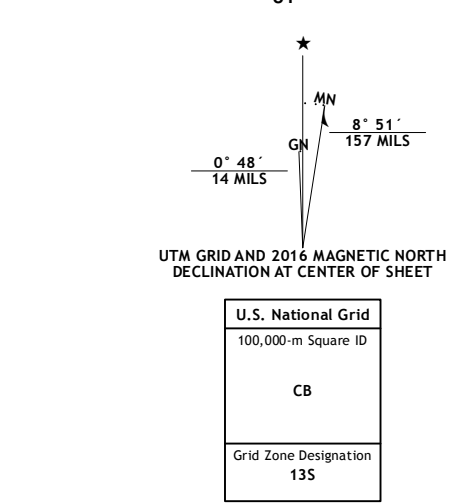 MN
8° 51´
157 MILS
GN
0° 48´
14 MILS
UTM GRID AND 2016 MAGNETIC NORTH
DECLINATION AT CENTER OF SHEET
U.S. National Grid
100,000-m Square ID
CB
Grid Zone Designation
13S